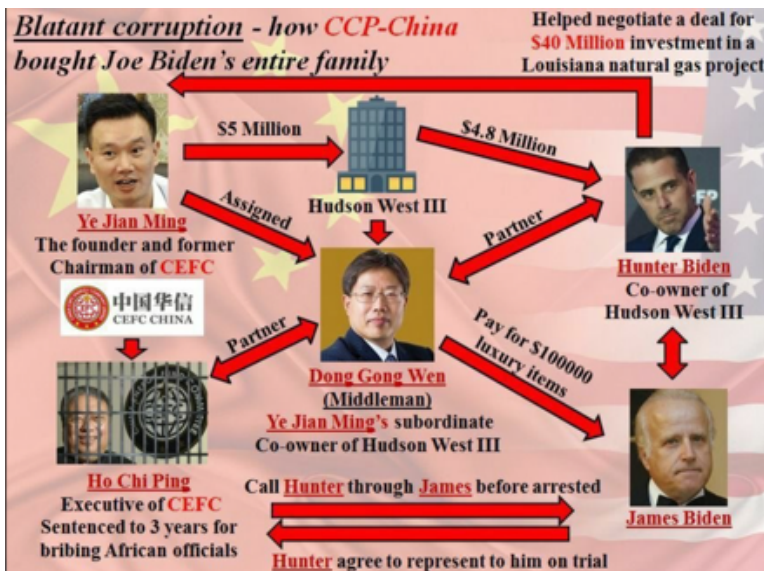 Blatant corruption - how CCP-China
bought Joe Biden's entire family
Helped negotiate a deal for
$40 Million investment in a
Louisiana natural gas project
$5 Million
$4.8 Million
Hudson West III
Assigned
Partner
Ye Jian Ming
The founder and former
Chairman of CEFC
中国华信
CEFC CHINA
Hunter Biden
Co-owner of
Hudson West III
Partner
Pay for $100000
luxury items
Dong Gong Wen
(Middleman)
Ye Jian Ming's subordinate
Co-owner of Hudson West III
Ho Chi Ping
Executive of CEFC
Sentenced to 3 years for
bribing African officials
Call Hunter through James before arrested
James Biden
Hunter agree to represent to him on trial